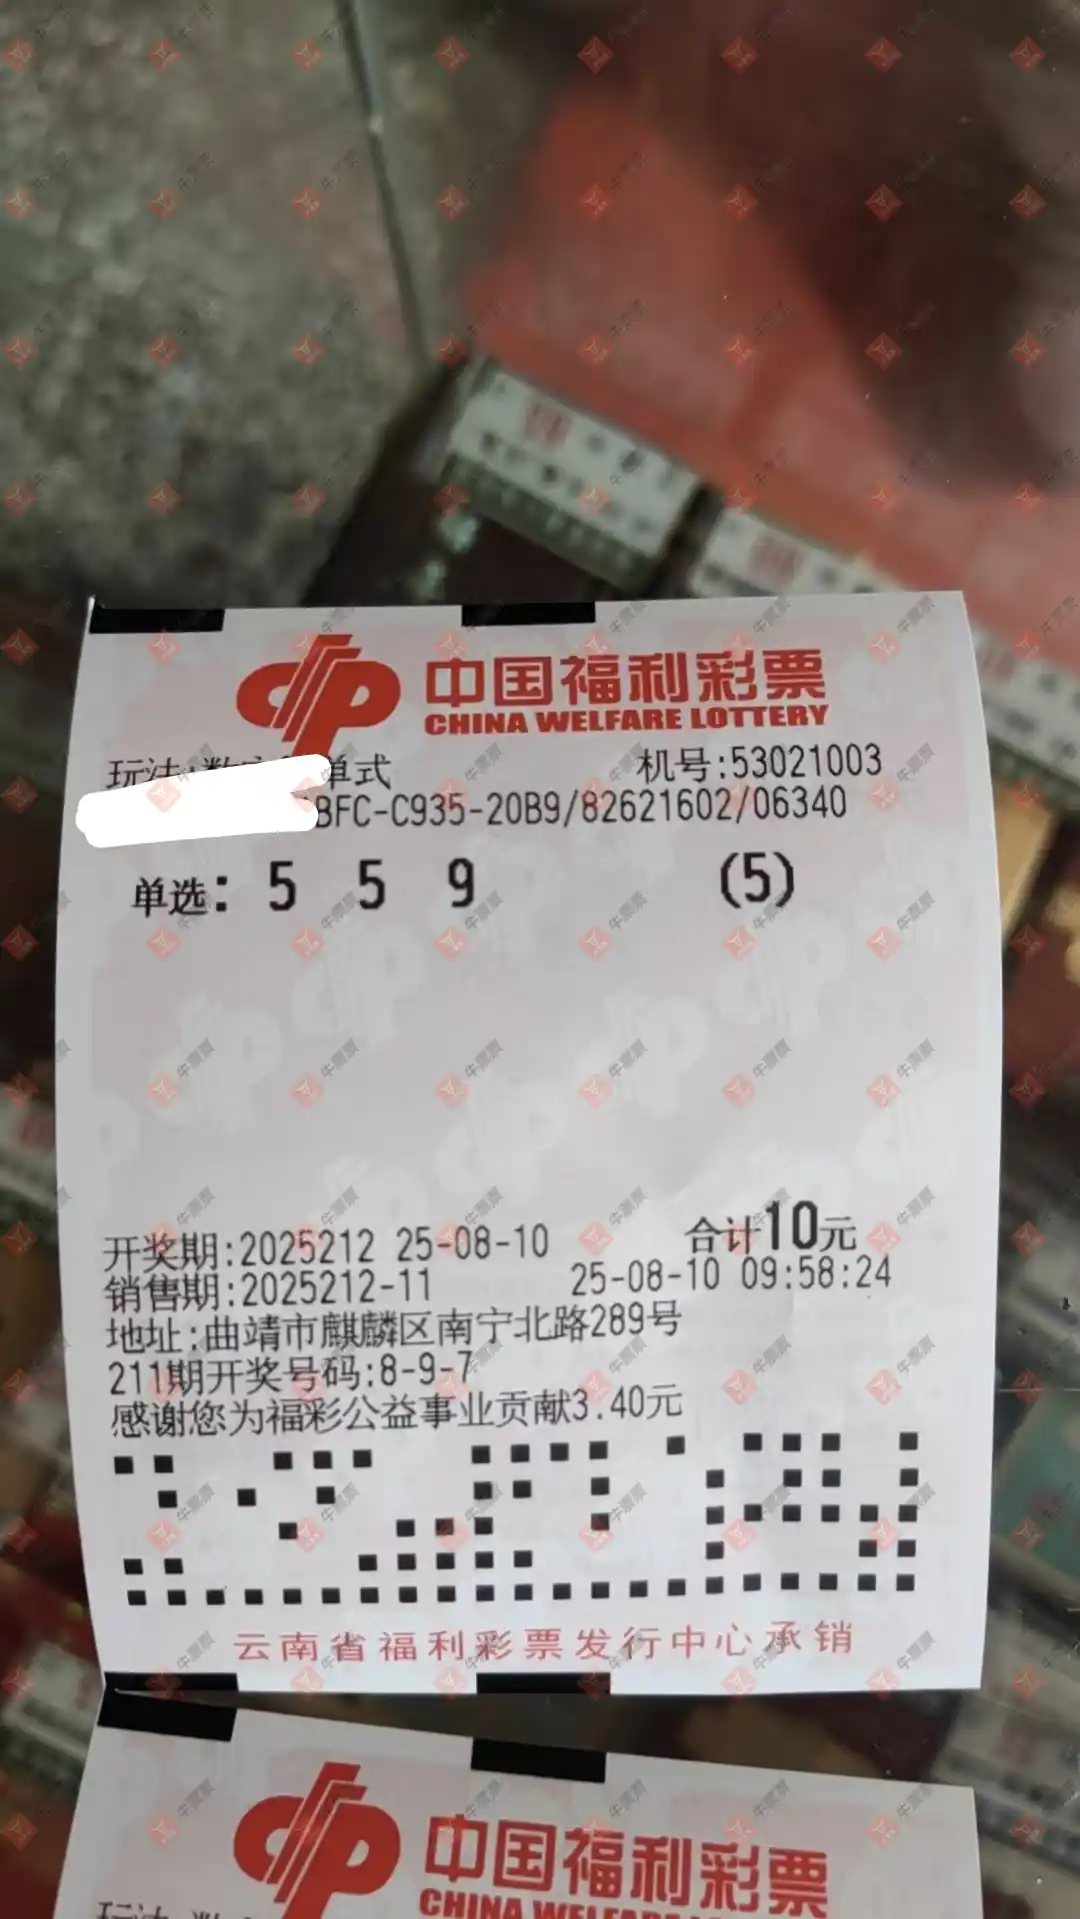 中国福利彩票
CHINA WELFARE LOTTERY
单式 机号:53021003
BFC-C935-20B9/82621602/06340
单选: 5 5 9 (5)
开奖期:2025212 25-08-10 合计10元
销售期:2025212-11 25-08-10 09:58:24
地址:曲靖市麒麟区南宁北路289号
211期开奖号码:8-9-7
感谢您为福彩公益事业贡献3.40元
云南省福利彩票发行中心承销
中国福利彩票
CHINA WELFARE
牛票票